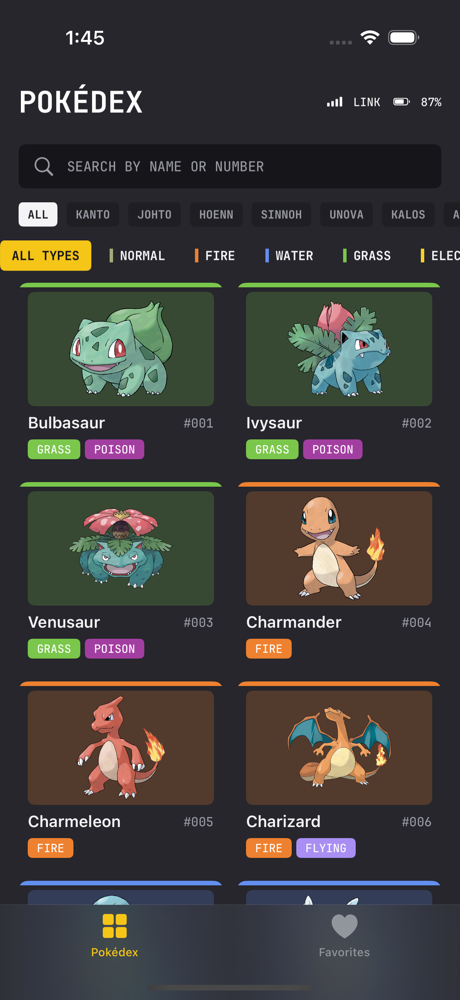 1:45
POKÉDEX LINK 87%
SEARCH BY NAME OR NUMBER
ALL KANTO JOHTO HOENN SINNOH UNOVA KALOS A
ALL TYPES NORMAL FIRE WATER GRASS ELEC
Bulbasaur #001 Ivysaur #002
GRASS POISON GRASS POISON
Venusaur #003 Charmander #004
GRASS POISON FIRE
Charmeleon #005 Charizard #006
FIRE FIRE FLYING
Pokédex Favorites